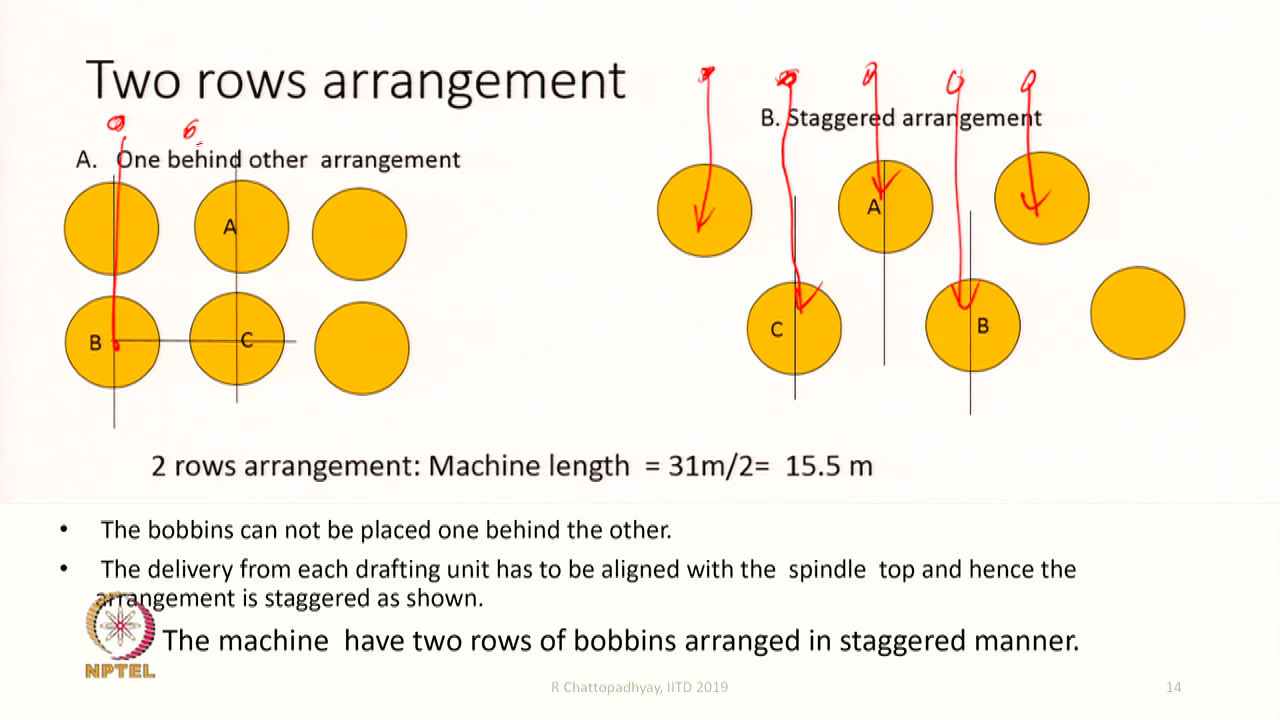 Two rows arrangement
A. One behind other arrangement
B. Staggered arrangement
A
B
C
A
C
B
2 rows arrangement: Machine length = 31m/2= 15.5 m
• The bobbins can not be placed one behind the other.
• The delivery from each drafting unit has to be aligned with the spindle top and hence the
arrangement is staggered as shown.
The machine have two rows of bobbins arranged in staggered manner.
NPTEL
R Chattopadhyay, IITD 2019
14